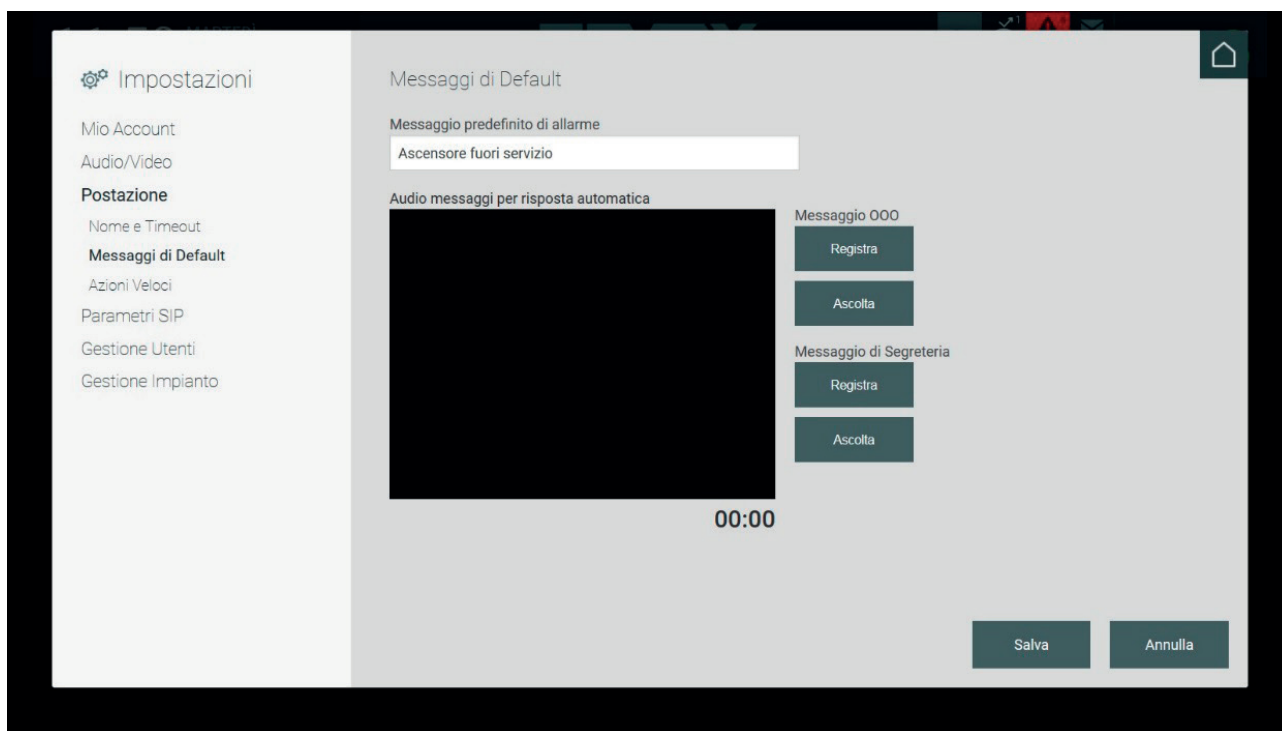 Impostazioni
Mio Account
Audio/Video
Postazione
Nome e Timeout
Messaggi di Default
Azioni Veloci
Parametri SIP
Gestione Utenti
Gestione Impianto
Messaggi di Default
Messaggio predefinito di allarme
Ascensore fuori servizio
Audio messaggi per risposta automatica
00:00
Messaggio OOO
Registra
Ascolta
Messaggio di Segreteria
Registra
Ascolta
Salva
Annulla